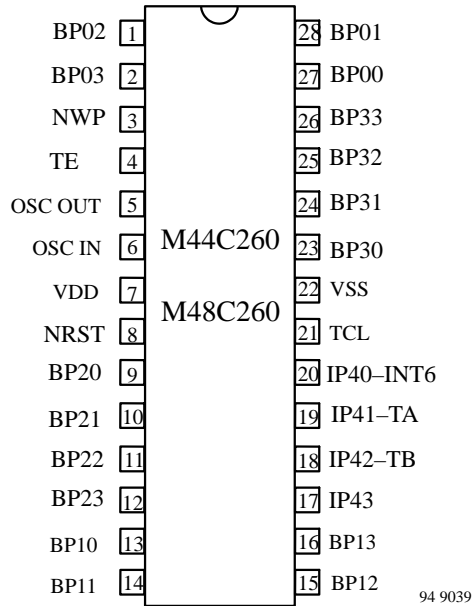 BP02 1 28 BP01
BP03 2 27 BP00
NWP 3 26 BP33
TE 4 25 BP32
OSC OUT 5 24 BP31
OSC IN 6 M44C260 23 BP30
VDD 7 22 VSS
M48C260
NRST 8 21 TCL
BP20 9 20 IP40–INT6
BP21 10 19 IP41–TA
BP22 11 18 IP42–TB
BP23 12 17 IP43
BP10 13 16 BP13
BP11 14 15 BP12
94 9039